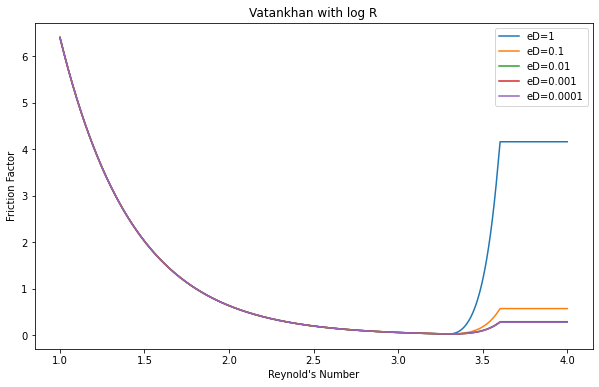 Vatankhan with log R
eD=1
eD=0.1
eD=0.01
eD=0.001
eD=0.0001
Friction Factor
6
5
4
3
2
1
0
1.0 1.5 2.0 2.5 3.0 3.5 4.0
Reynold's Number